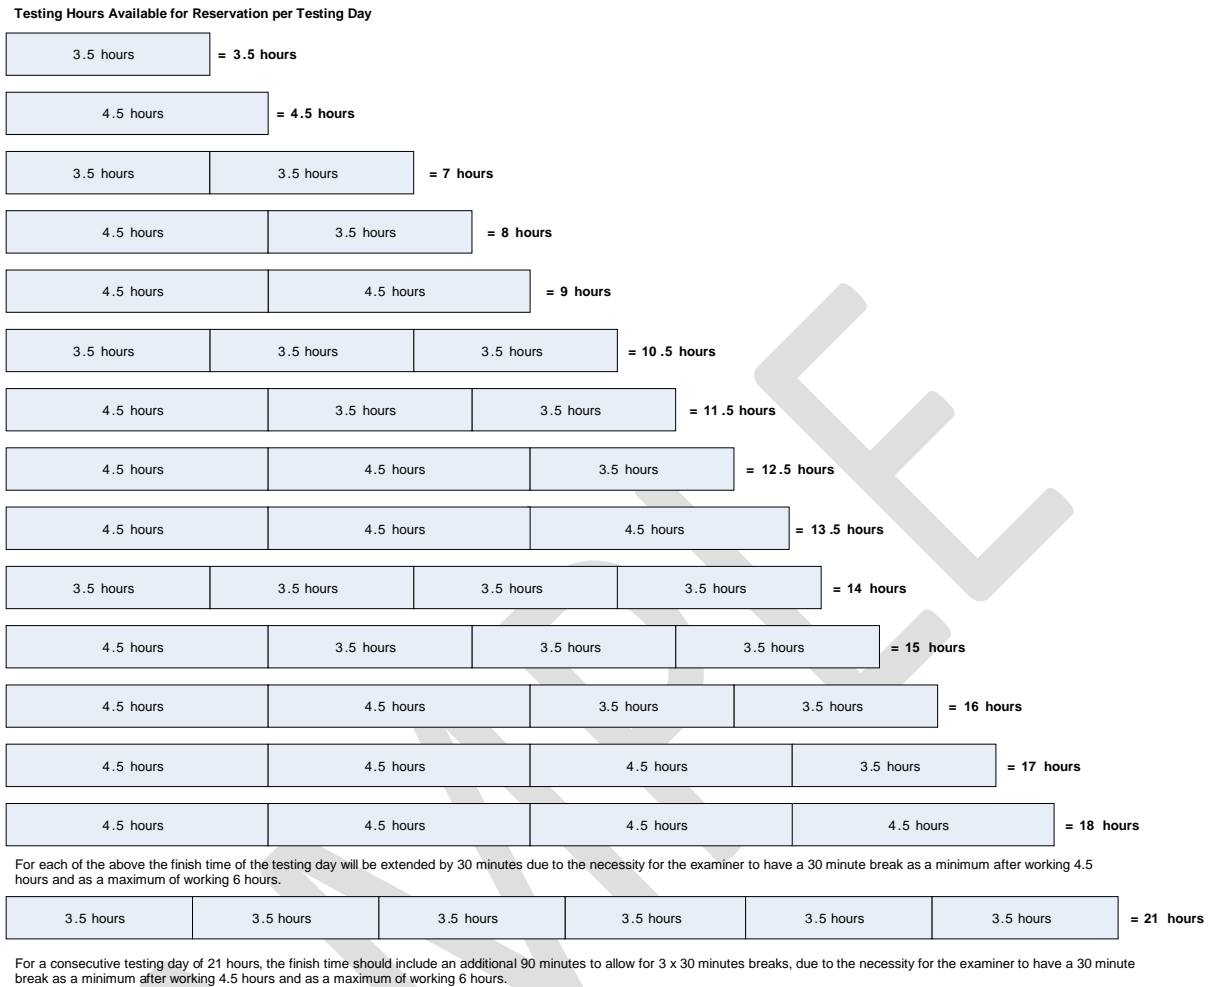 Testing Hours Available for Reservation per Testing Day
3.5 hours = 3.5 hours
4.5 hours = 4.5 hours
3.5 hours 3.5 hours = 7 hours
4.5 hours 3.5 hours = 8 hours
4.5 hours 4.5 hours = 9 hours
3.5 hours 3.5 hours 3.5 hours = 10.5 hours
4.5 hours 3.5 hours 3.5 hours = 11.5 hours
4.5 hours 4.5 hours 3.5 hours = 12.5 hours
4.5 hours 4.5 hours 4.5 hours = 13.5 hours
3.5 hours 3.5 hours 3.5 hours 3.5 hours = 14 hours
4.5 hours 3.5 hours 3.5 hours 3.5 hours = 15 hours
4.5 hours 4.5 hours 3.5 hours 3.5 hours = 16 hours
4.5 hours 4.5 hours 4.5 hours 3.5 hours = 17 hours
4.5 hours 4.5 hours 4.5 hours 4.5 hours = 18 hours
For each of the above the finish time of the testing day will be extended by 30 minutes due to the necessity for the examiner to have a 30 minute break as a minimum after working 4.5
hours and as a maximum of working 6 hours.
3.5 hours 3.5 hours 3.5 hours 3.5 hours 3.5 hours 3.5 hours = 21 hours
For a consecutive testing day of 21 hours, the finish time should include an additional 90 minutes to allow for 3 x 30 minutes breaks, due to the necessity for the examiner to have a 30 minute
break as a minimum after working 4.5 hours and as a maximum of working 6 hours.